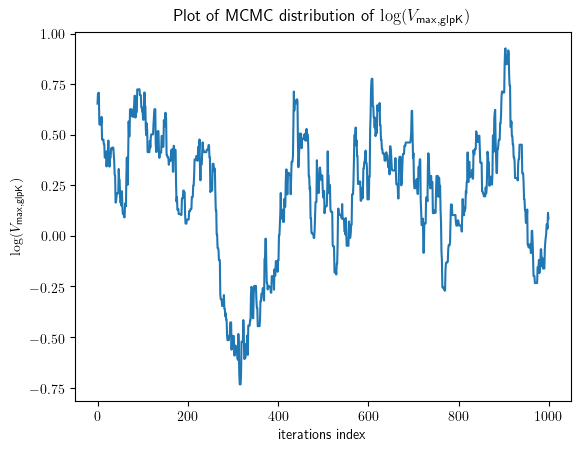 Plot of MCMC distribution of log(V_max,glpK)
1.00
0.75
0.50
0.25
0.00
−0.25
−0.50
−0.75
log(V_max,glpK)
0 200 400 600 800 1000
iterations index